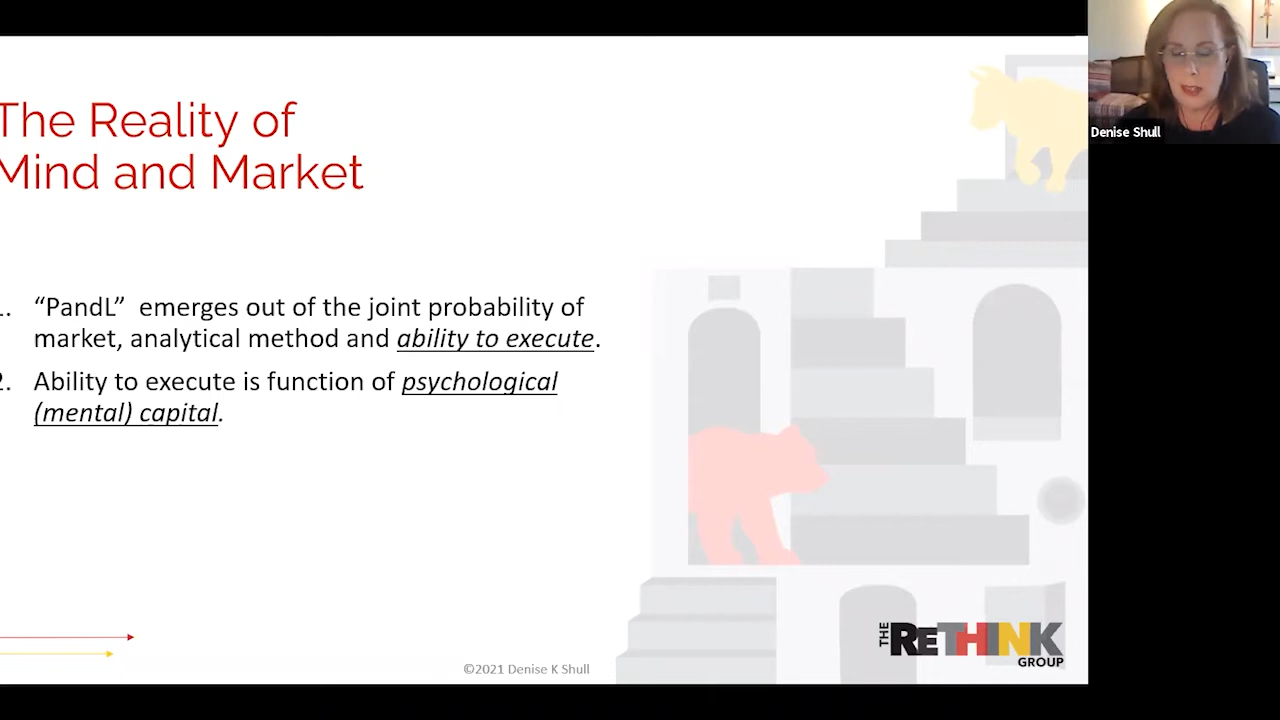 The Reality of
Mind and Market
“PandL” emerges out of the joint probability of
market, analytical method and ability to execute.
2. Ability to execute is function of psychological
(mental) capital.
©2021 Denise K Shull
THE RETHINK
GROUP
Denise Shull